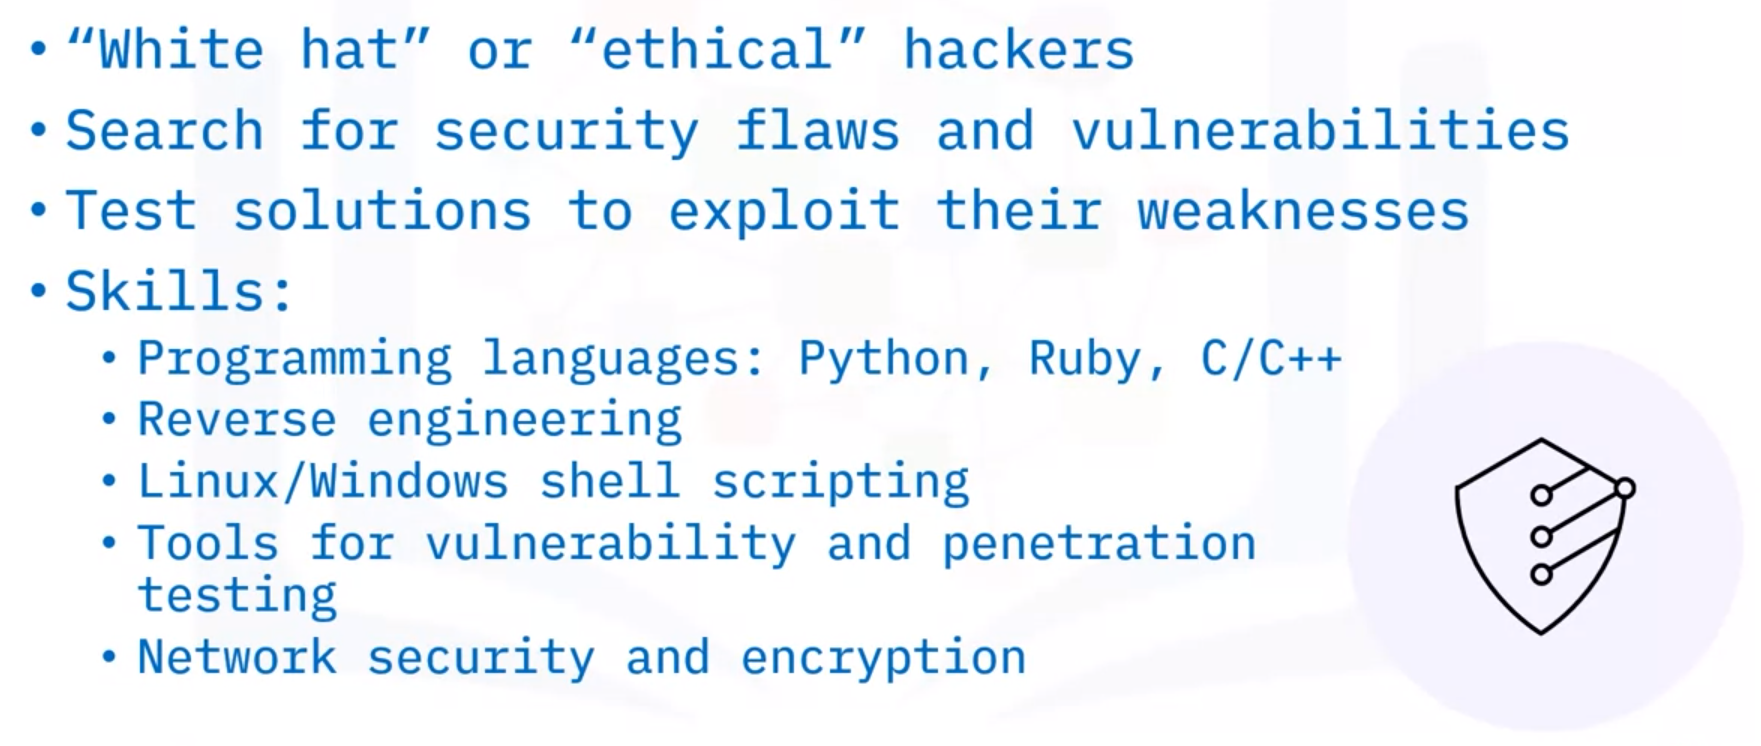 • “White hat” or “ethical” hackers
• Search for security flaws and vulnerabilities
• Test solutions to exploit their weaknesses
• Skills:
• Programming languages: Python, Ruby, C/C++
• Reverse engineering
• Linux/Windows shell scripting
• Tools for vulnerability and penetration
testing
• Network security and encryption